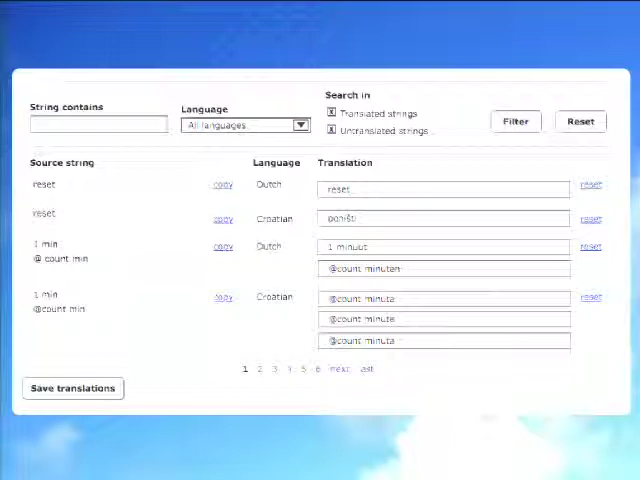 Search in
String contains
Language
Translated strings
All languages
Untranslated strings
Filter
Reset
Source string
Language
Translation
reset
copy
Dutch
reset
reset
reset
copy
Croatian
poništi
reset
1 min
@ count min
copy
Dutch
1 minuut
reset
@count minuten
1 min
@count min
copy
Croatian
@count minuta
reset
@count minute
@count minuta
1 2 3 4 5 6 next last
Save translations